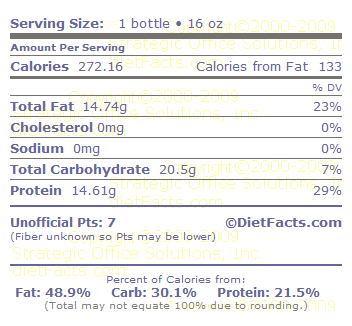 Serving Size: 1 bottle • 16 oz
Amount Per Serving
Calories 272.16 Calories from Fat 133
% DV
Total Fat 14.74g 23%
Cholesterol 0mg 0%
Sodium 0mg 0%
Total Carbohydrate 20.5g 7%
Protein 14.61g 29%
Unofficial Pts: 7 ©DietFacts.com
(Fiber unknown so Pts may be lower)
Percent of Calories from:
Fat: 48.9% Carb: 30.1% Protein: 21.5%
(Total may not equate 100% due to rounding.)